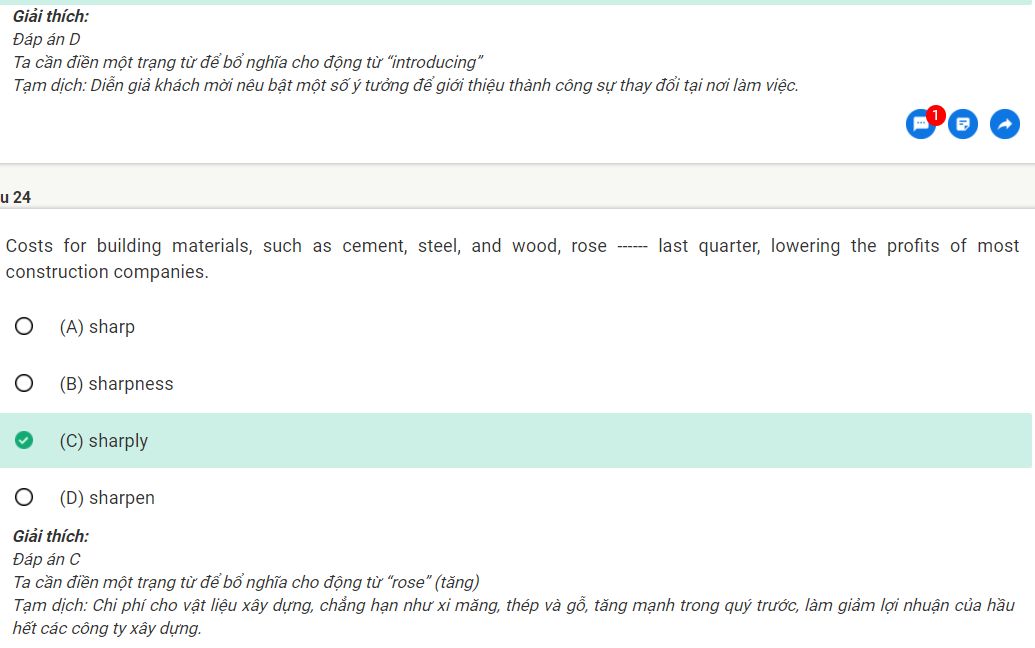 Giải thích:
Đáp án D
Ta cần điền một trạng từ để bổ nghĩa cho động từ “introducing”
Tạm dịch: Diễn giả khách mời nêu bật một số ý tưởng để giới thiệu thành công sự thay đổi tại nơi làm việc.
1
u 24
Costs for building materials, such as cement, steel, and wood, rose ------ last quarter, lowering the profits of most
construction companies.
(A) sharp
(B) sharpness
(C) sharply
(D) sharpen
Giải thích:
Đáp án C
Ta cần điền một trạng từ để bổ nghĩa cho động từ “rose” (tăng)
Tạm dịch: Chi phí cho vật liệu xây dựng, chẳng hạn như xi măng, thép và gỗ, tăng mạnh trong quý trước, làm giảm lợi nhuận của hầu
hết các công ty xây dựng.